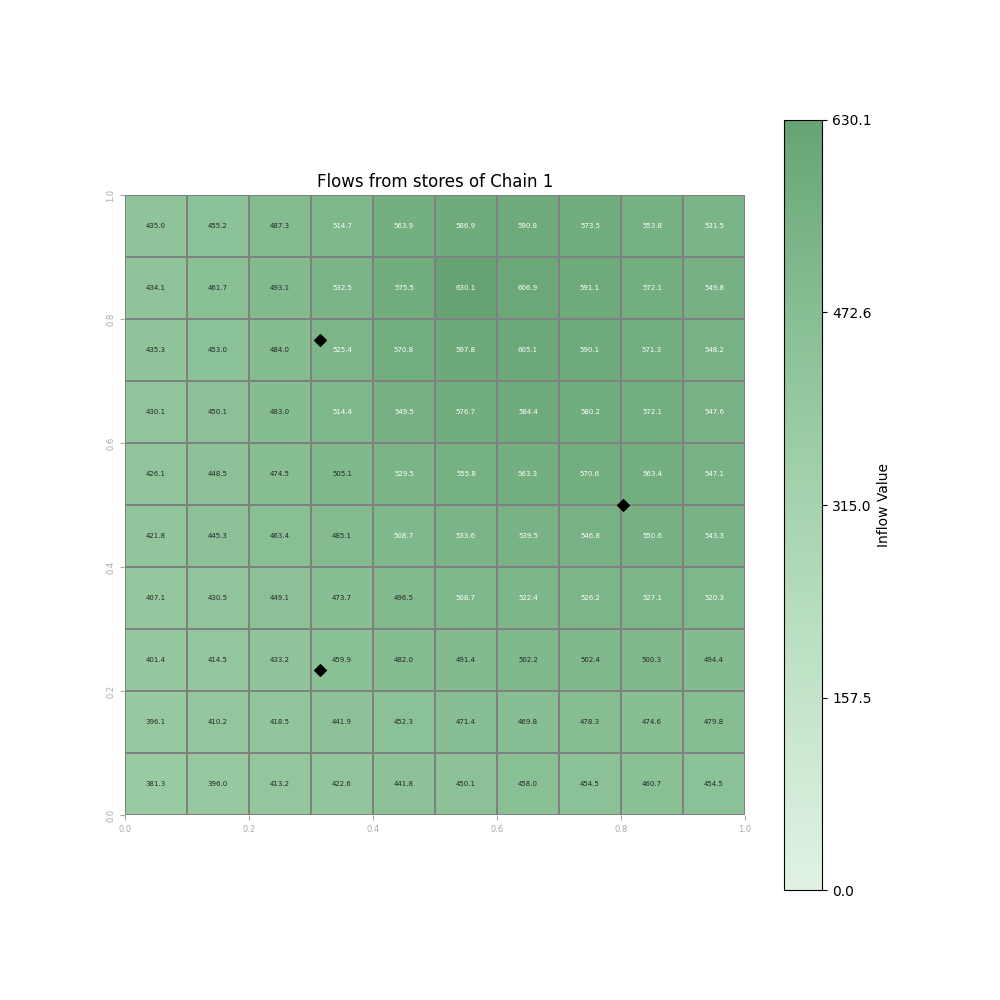 Flows from stores of Chain 1
1.0
435.0 455.2 487.3 514.7 563.9 586.9 590.8 573.5 553.8 531.5
434.1 461.7 493.1 532.5 575.5 630.1 606.9 591.1 572.1 549.8
0.8
435.3 453.0 484.0 525.4 570.8 597.8 605.1 590.1 571.3 548.2
430.1 450.1 483.0 514.4 549.5 576.7 584.4 580.2 572.1 547.6
0.6
426.1 448.5 474.5 505.1 529.5 555.8 563.3 570.6 563.4 547.1
421.8 445.3 463.4 485.1 508.7 533.6 539.5 546.8 550.6 543.3
0.4
407.1 430.5 449.1 473.7 496.5 508.7 522.4 526.2 527.1 520.3
401.4 414.5 433.2 459.9 482.0 491.4 502.2 502.4 500.3 494.4
0.2
396.1 410.2 418.5 441.9 452.3 471.4 469.8 478.3 474.6 479.8
381.3 396.0 413.2 422.6 441.8 450.1 458.0 454.5 460.7 454.5
0.0
0.0 0.2 0.4 0.6 0.8 1.0
630.1
472.6
315.0
157.5
0.0
Inflow Value